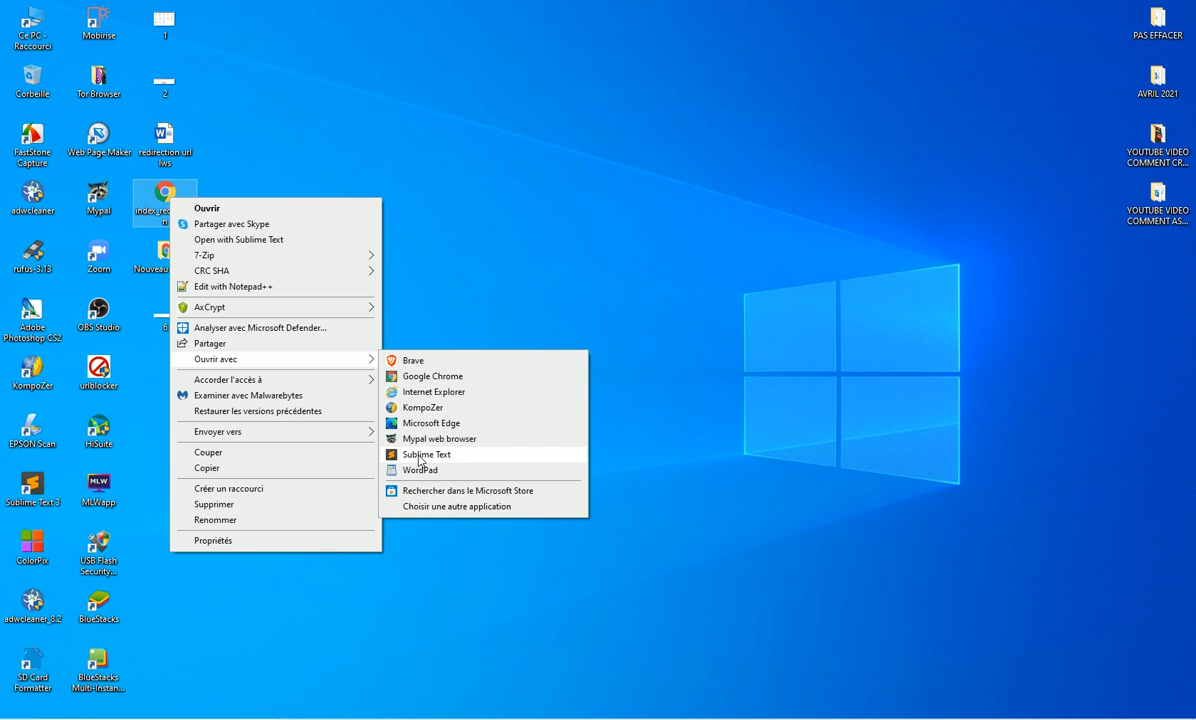 Ce PC -
Raccourci
Mobirise
1
Corbeille
Tor Browser
2
FastStone
Capture
Web Page Maker
redirection url
lws
adwcleaner
Mypal
rufus-3.13
Zoom
Nouveau
Adobe
Photoshop CS2
OBS Studio
6
KompoZer
urlblocker
EPSON Scan
HiSuite
Sublime Text 3
MLWapp
ColorPix
USB Flash
Security...
adwcleaner_8.2
BlueStacks
SD Card
Formatter
BlueStacks
Multi-Instan...
Ouvrir
Partager avec Skype
Open with Sublime Text
7-Zip
CRC SHA
Edit with Notepad++
AxCrypt
Analyser avec Microsoft Defender...
Partager
Ouvrir avec
Accorder l'accès à
Examiner avec Malwarebytes
Restaurer les versions précédentes
Envoyer vers
Couper
Copier
Créer un raccourci
Supprimer
Renommer
Propriétés
Brave
Google Chrome
Internet Explorer
KompoZer
Microsoft Edge
Mypal web browser
Sublime Text
WordPad
Rechercher dans le Microsoft Store
Choisir une autre application
PAS EFFACER
AVRIL 2021
YOUTUBE VIDEO
COMMENT CR...
YOUTUBE VIDEO
COMMENT AS...